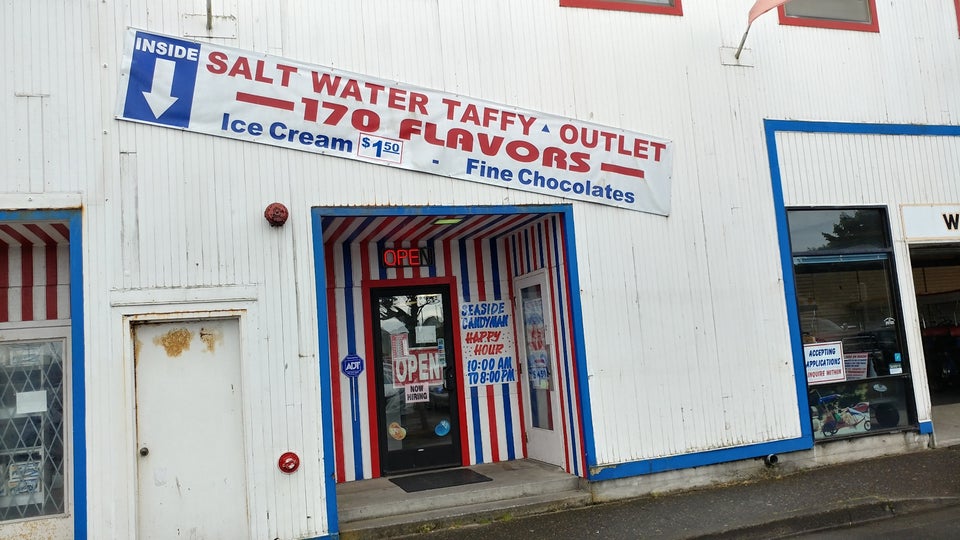 INSIDE
SALT WATER TAFFY OUTLET
170 FLAVORS
Ice Cream $1.50 - Fine Chocolates
OPEN
SEASIDE
CANDYMAN
HAPPY
HOUR
10:00 AM
TO 8:00 PM
ADT
OPEN
NOW
HIRING
W
ACCEPTING
APPLICATIONS
INQUIRE WITHIN